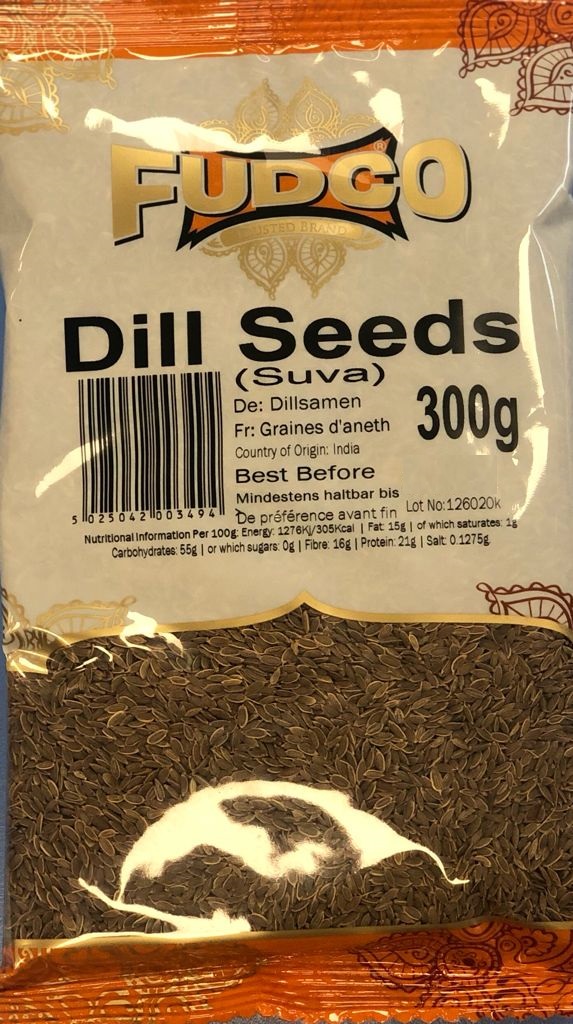 FUDCO®
TRUSTED BRAND
Dill Seeds
(Suva)
De: Dillsamen
Fr: Graines d'aneth
300g
Country of Origin: India
Best Before
Mindestens haltbar bis
De préférence avant fin
Lot No:126020k
5 025042 003494
Nutritional Information Per 100g: Energy: 1276Kj/305Kcal | Fat: 15g | of which saturates: 1g
Carbohydrates: 55g | or which sugars: 0g | Fibre: 16g | Protein: 21g | Salt: 0.1275g